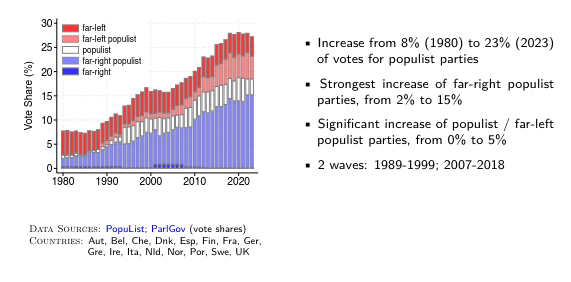 30
25
20
15
10
5
0
Vote Share (%)
far-left
far-left populist
populist
far-right populist
far-right
1980 1990 2000 2010 2020
Data Sources: PopuList; ParlGov (vote shares)
Countries: Aut, Bel, Che, Dnk, Esp, Fin, Fra, Ger,
Gre, Ire, Ita, Nld, Nor, Por, Swe, UK
▪ Increase from 8% (1980) to 23% (2023)
of votes for populist parties
▪ Strongest increase of far-right populist
parties, from 2% to 15%
▪ Significant increase of populist / far-left
populist parties, from 0% to 5%
▪ 2 waves: 1989-1999; 2007-2018